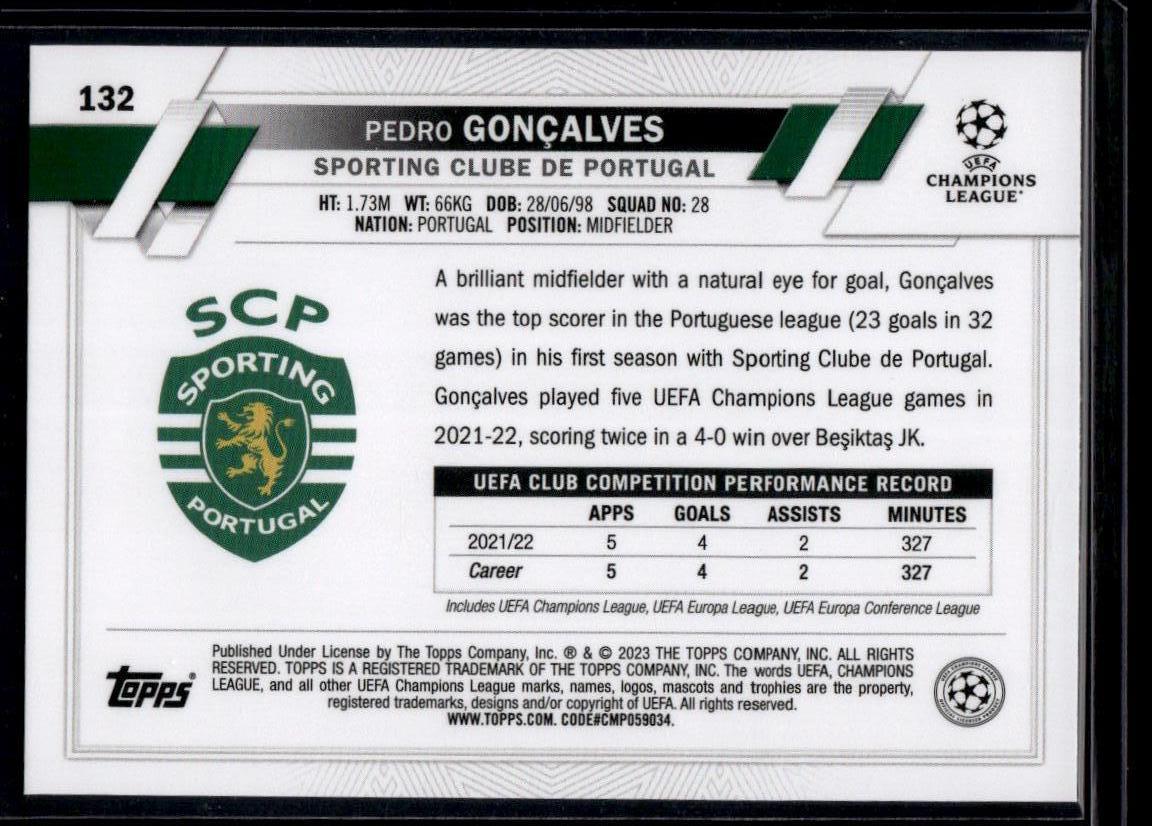 132
PEDRO GONÇALVES
SPORTING CLUBE DE PORTUGAL
HT: 1.73M WT: 66KG DOB: 28/06/98 SQUAD NO: 28
NATION: PORTUGAL POSITION: MIDFIELDER
UEFA
CHAMPIONS
LEAGUE
SCP
SPORTING
PORTUGAL
A brilliant midfielder with a natural eye for goal, Gonçalves
was the top scorer in the Portuguese league (23 goals in 32
games) in his first season with Sporting Clube de Portugal.
Gonçalves played five UEFA Champions League games in
2021-22, scoring twice in a 4-0 win over Beşiktaş JK.
UEFA CLUB COMPETITION PERFORMANCE RECORD
APPS GOALS ASSISTS MINUTES
2021/22 5 4 2 327
Career 5 4 2 327
Includes UEFA Champions League, UEFA Europa League, UEFA Europa Conference League
Topps®
Published Under License by The Topps Company, Inc. ® & © 2023 THE TOPPS COMPANY, INC. ALL RIGHTS
RESERVED. TOPPS IS A REGISTERED TRADEMARK OF THE TOPPS COMPANY, INC. The words UEFA, CHAMPIONS
LEAGUE, and all other UEFA Champions League marks, names, logos, mascots and trophies are the property,
registered trademarks, designs and/or copyright of UEFA. All rights reserved.
WWW.TOPPS.COM. CODE#CMP059034.